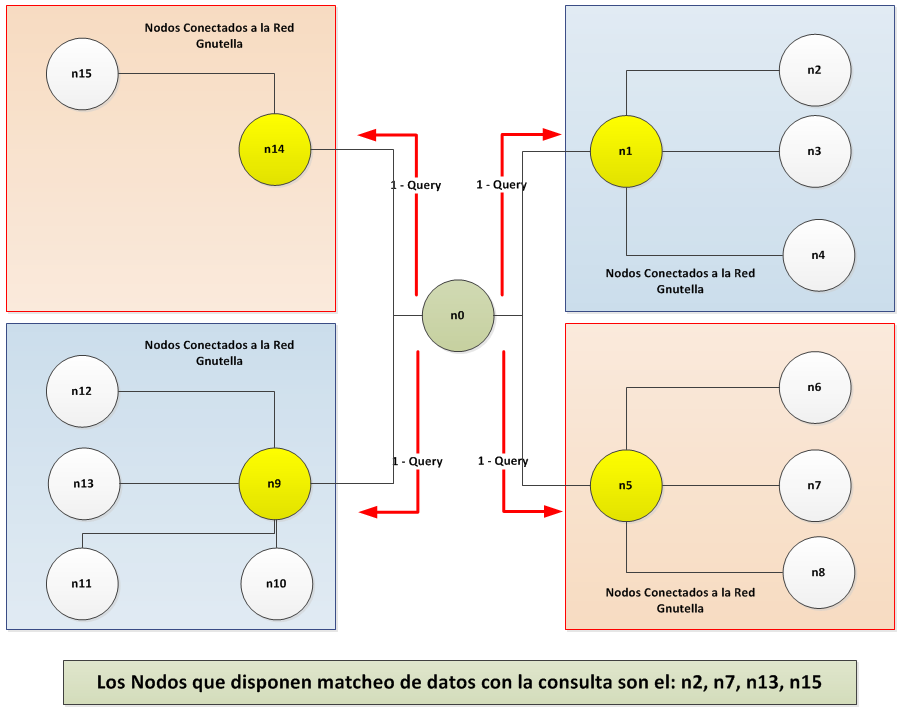 Nodos Conectados a la Red
Gnutella
n15
n14
1 - Query
Nodos Conectados a la Red
Gnutella
n12
n13
n9
n11
n10
1 - Query
n0
1 - Query
n2
n1
n3
n4
Nodos Conectados a la Red
Gnutella
1 - Query
n6
n5
n7
n8
Nodos Conectados a la Red
Gnutella
Los Nodos que disponen matcheo de datos con la consulta son el: n2, n7, n13, n15